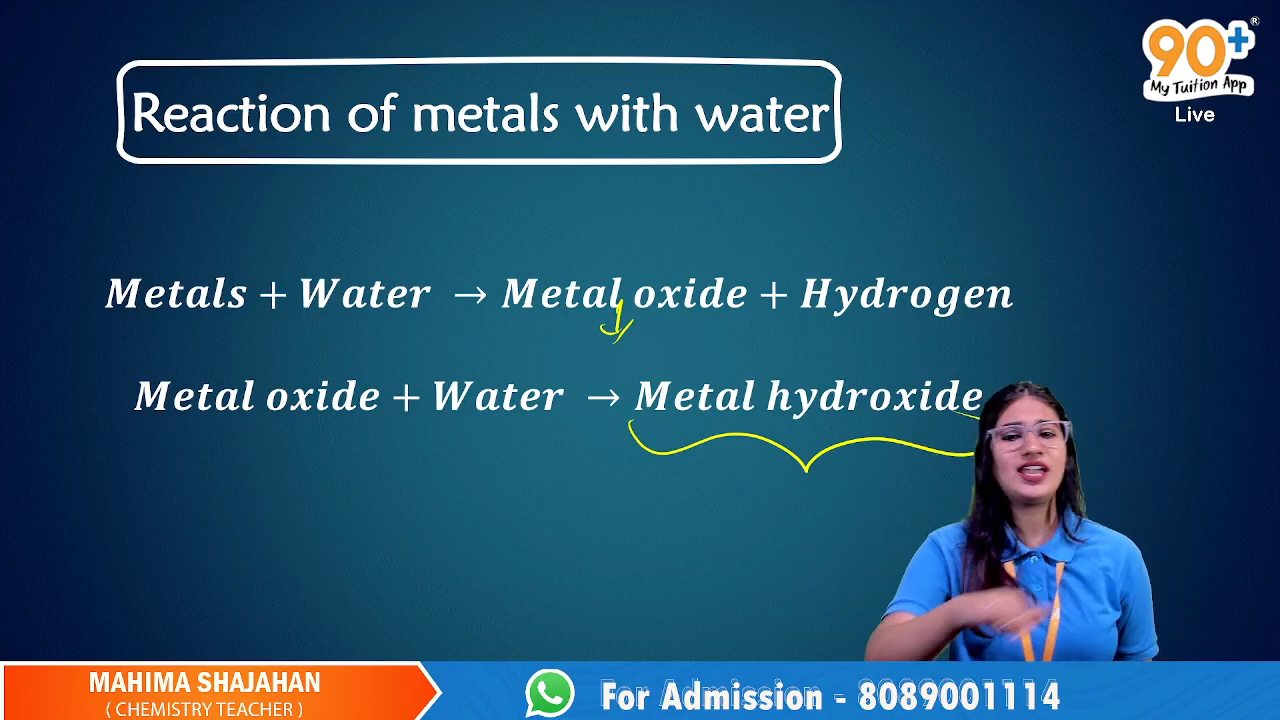 90+
®
My Tuition App
Live
Reaction of metals with water
Metals + Water → Metal oxide + Hydrogen
Metal oxide + Water → Metal hydroxide
MAHIMA SHAJAHAN
( CHEMISTRY TEACHER )
For Admission - 8089001114